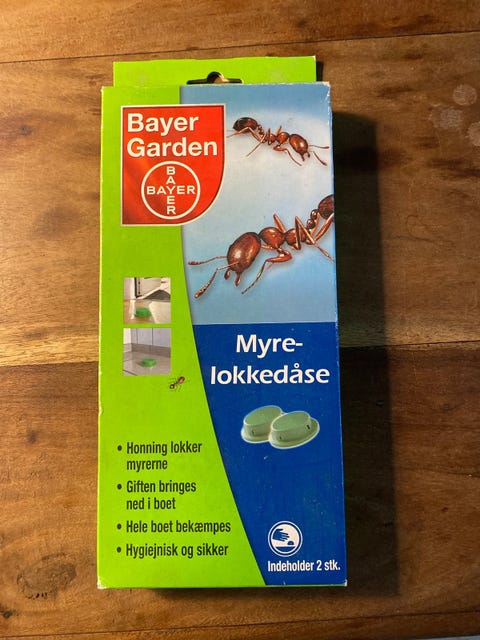 Bayer
Garden
BAYER
BAYER
Myre-
lokkedåse
• Honning lokker
myrerne
• Giften bringes
ned i boet
• Hele boet bekæmpes
• Hygiejnisk og sikker
Indeholder 2 stk.